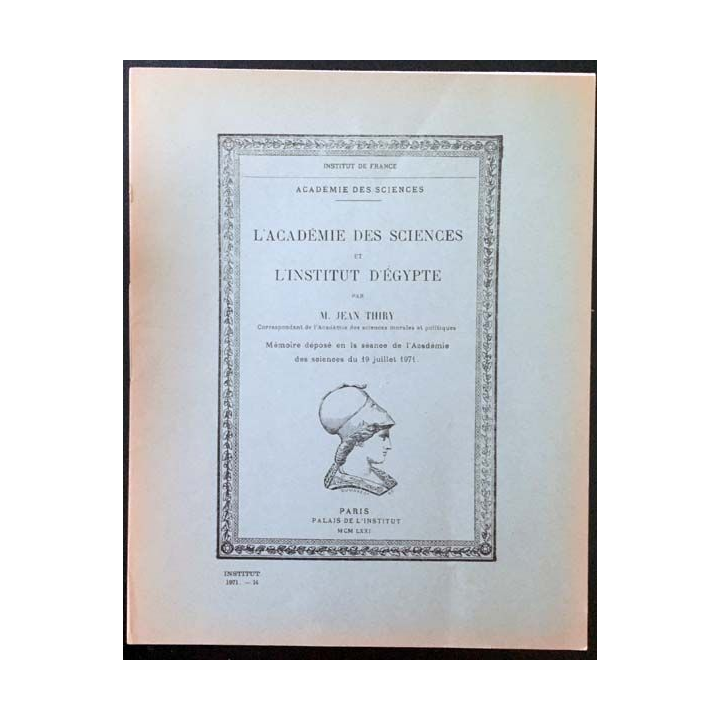 INSTITUT DE FRANCE
ACADÉMIE DES SCIENCES
L'ACADÉMIE DES SCIENCES
ET
L'INSTITUT D'ÉGYPTE
PAR
M. JEAN THIRY
Correspondant de l'Académie des sciences morales et politiques
Mémoire déposé en la séance de l'Académie
des sciences du 19 juillet 1971.
PARIS
PALAIS DE L'INSTITUT
MCM LXXI
INSTITUT
1971. — 14